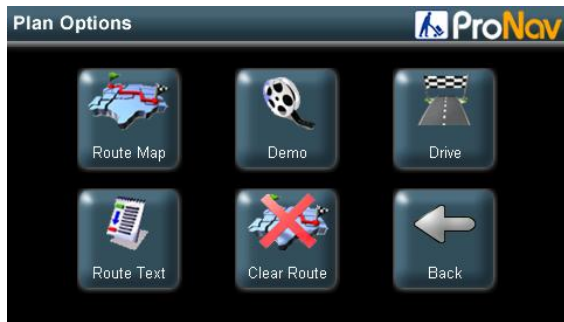 Plan Options
ProNav
Route Map
Demo
Drive
Route Text
Clear Route
Back